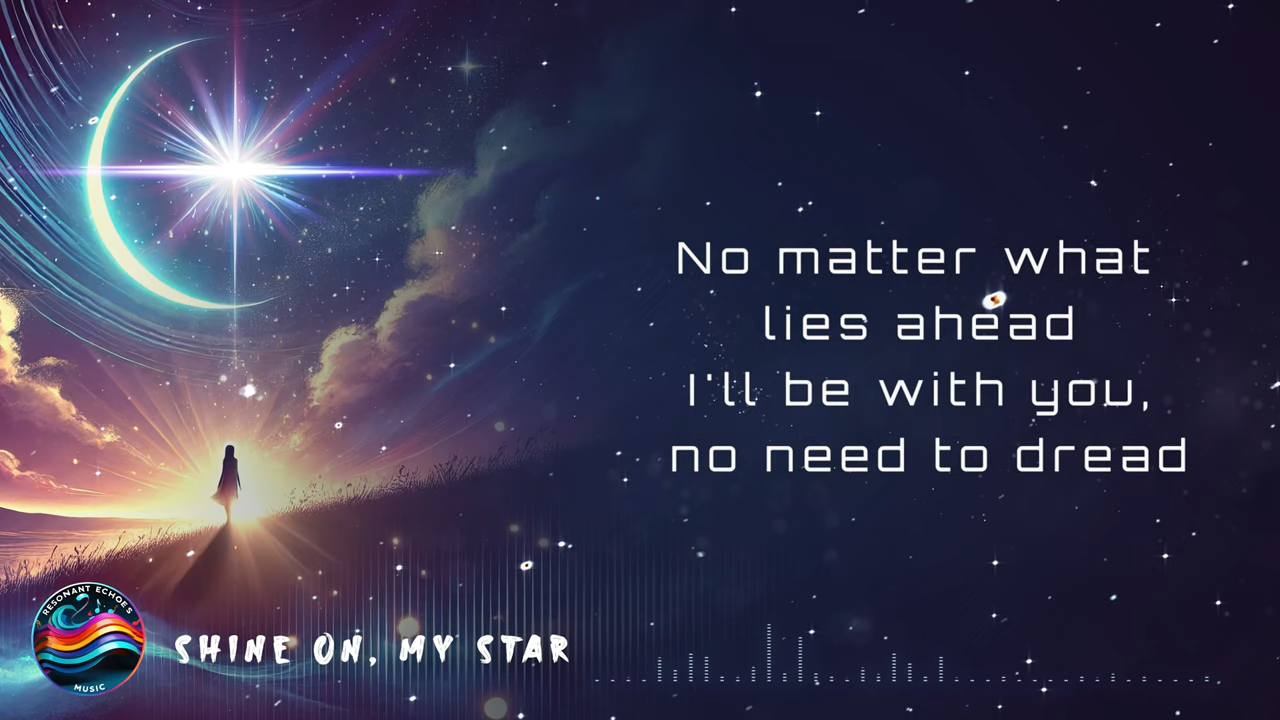 No matter what
lies ahead
I'll be with you,
no need to dread
RESONANT ECHOES
MUSIC
SHINE ON, MY STAR